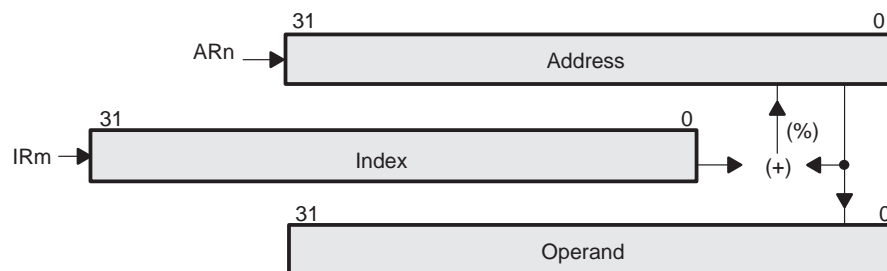 31 0
ARn Address
(%)
31 0
IRm Index (+)
31 0
Operand